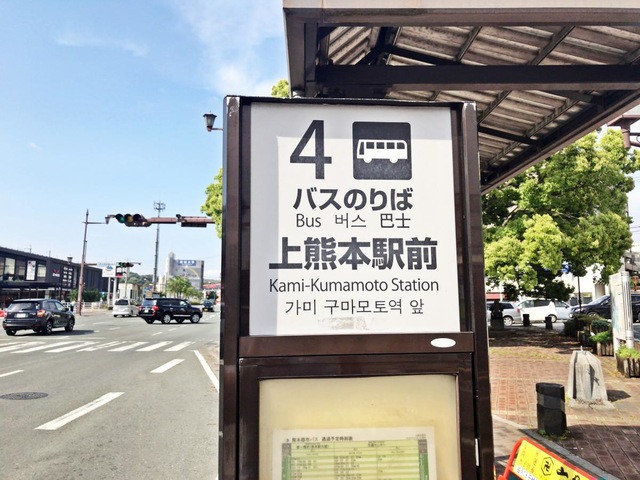 4
バスのりば
Bus 버스 巴士
上熊本駅前
Kami-Kumamoto Station
가미 구마모토역 앞